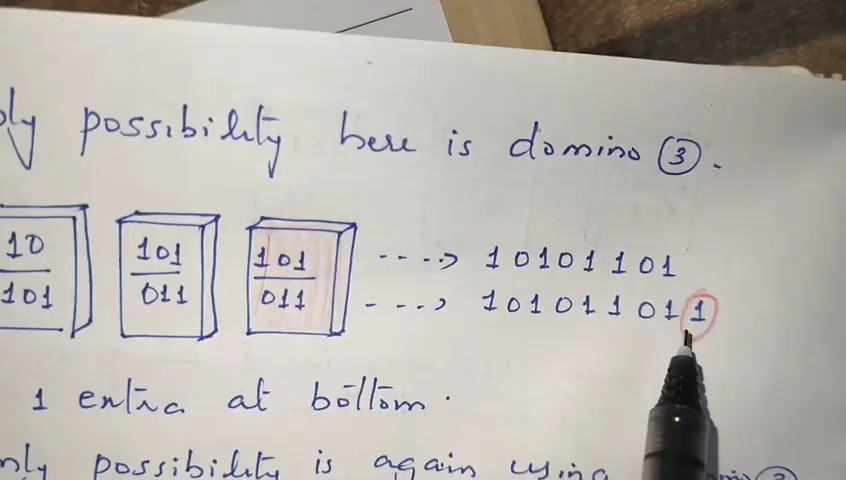 possibility here is domino 3.
10 101 101 ----> 10101101
101 011 011 ---> 101011011
1 extra at bottom.
possibility is again using